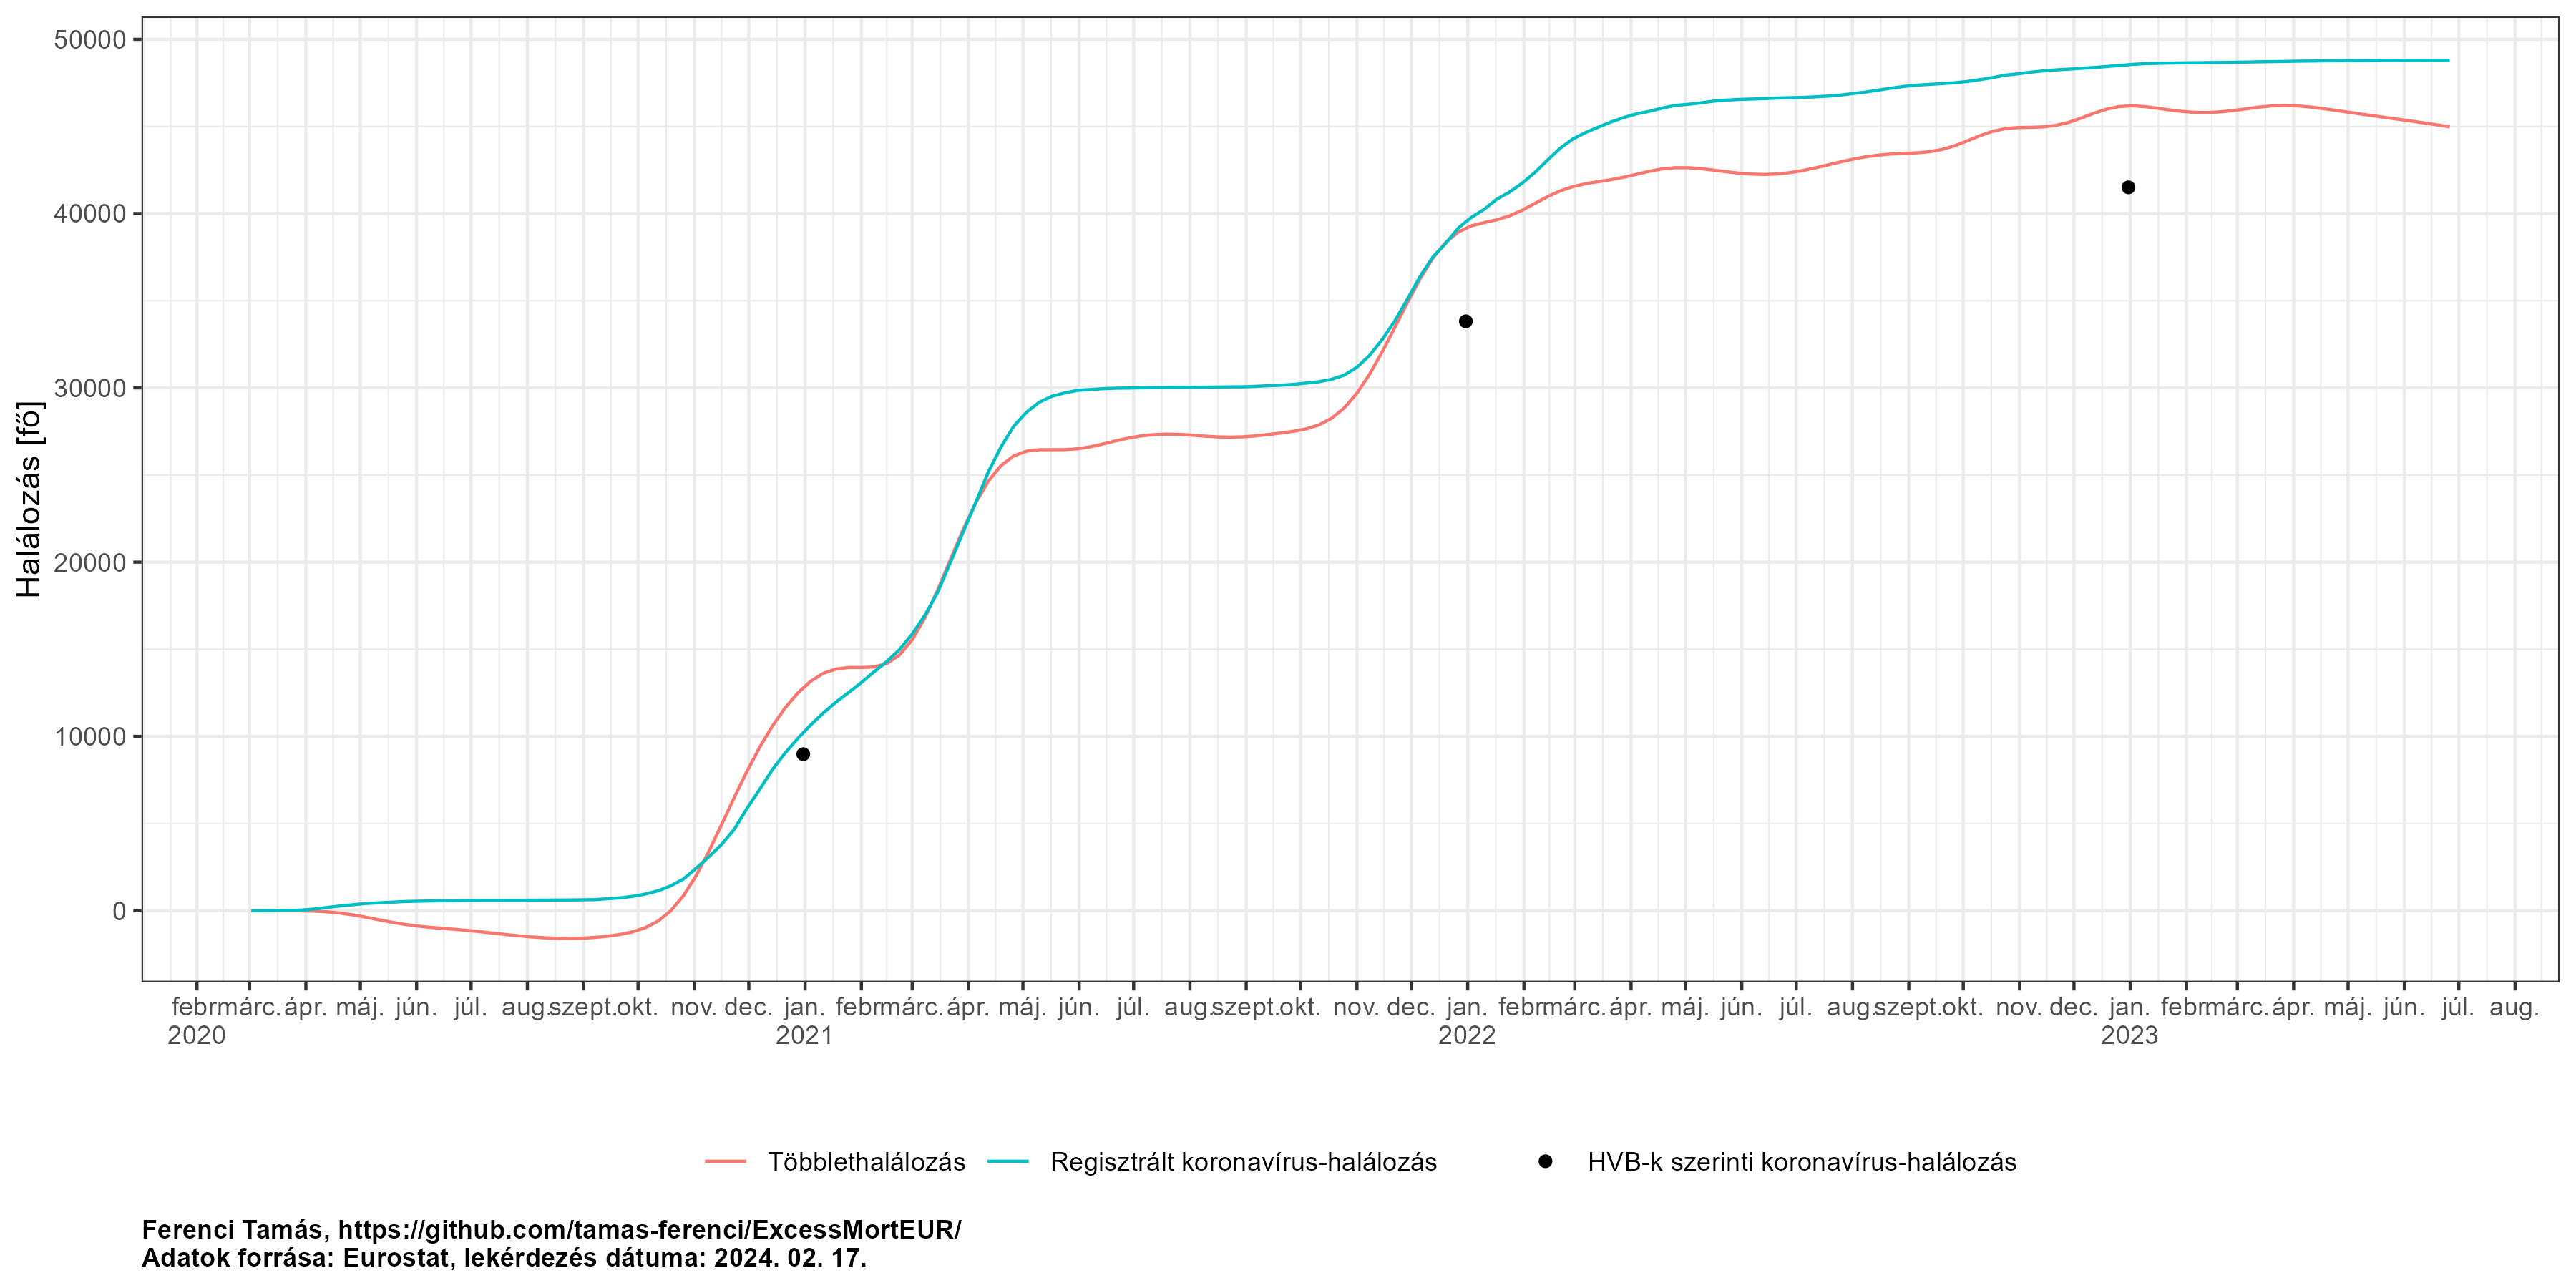 50000
40000
30000
20000
10000
0
Halálozás [fő]
febr. márc. ápr. máj. jún. júl. aug. szept. okt. nov. dec. jan. febr. márc. ápr. máj. jún. júl. aug. szept. okt. nov. dec. jan. febr. márc. ápr. máj. jún. júl. aug. szept. okt. nov. dec. jan. febr. márc. ápr. máj. jún. júl. aug.
2020 2021 2022 2023
Többlethalálozás Regisztrált koronavírus-halálozás HVB-k szerinti koronavírus-halálozás
Ferenci Tamás, https://github.com/tamas-ferenci/ExcessMortEUR/
Adatok forrása: Eurostat, lekérdezés dátuma: 2024. 02. 17.